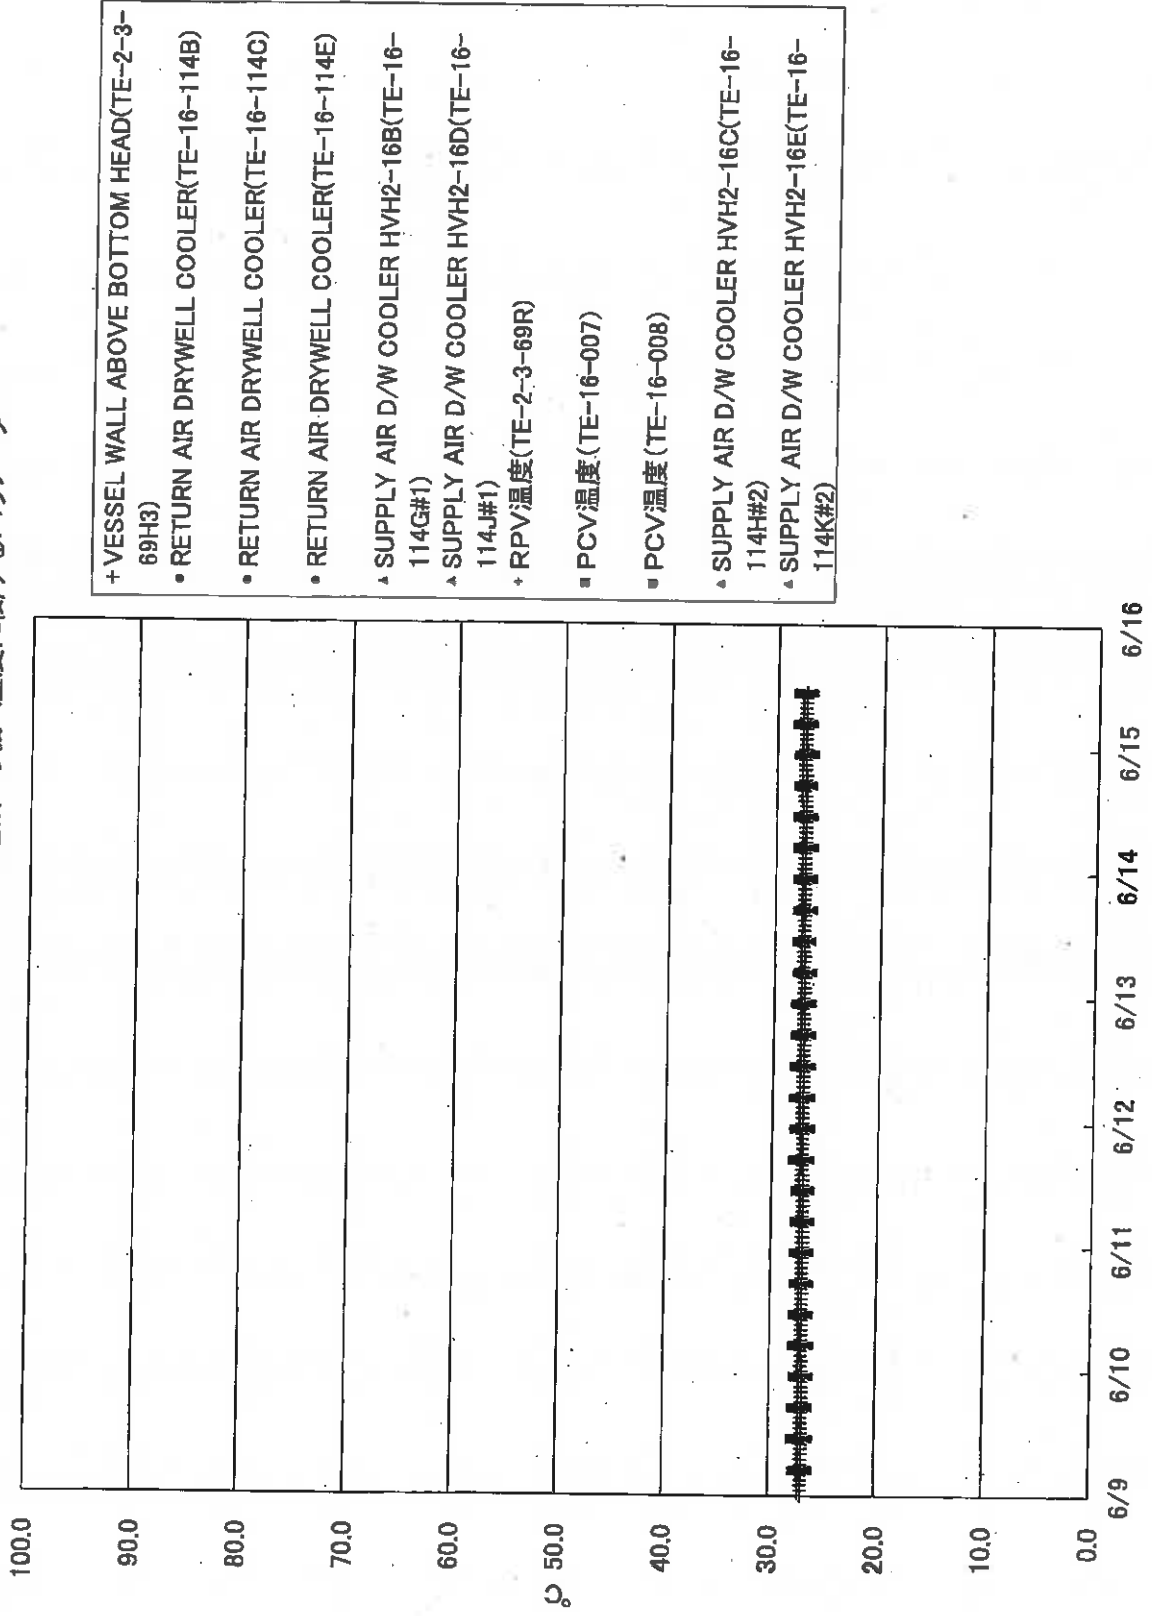 100.0
90.0
80.0
70.0
60.0
50.0
40.0
30.0
20.0
10.0
0.0
℃
6/9
6/10
6/11
6/12
6/13
6/14
6/15
6/16
+ VESSEL WALL ABOVE BOTTOM HEAD(TE-2-3-
69H3)
• RETURN AIR DRYWELL COOLER(TE-16-114B)
• RETURN AIR DRYWELL COOLER(TE-16-114C)
• RETURN AIR DRYWELL COOLER(TE-16-114E)
▲ SUPPLY AIR D/W COOLER HVH2-16B(TE-16-
114G#1)
▲ SUPPLY AIR D/W COOLER HVH2-16D(TE-16-
114J#1)
+ RPV温度(TE-2-3-69R)
■ PCV温度(TE-16-007)
■ PCV温度(TE-16-008)
▲ SUPPLY AIR D/W COOLER HVH2-16C(TE-16-
114H#2)
▲ SUPPLY AIR D/W COOLER HVH2-16E(TE-16-
114K#2)